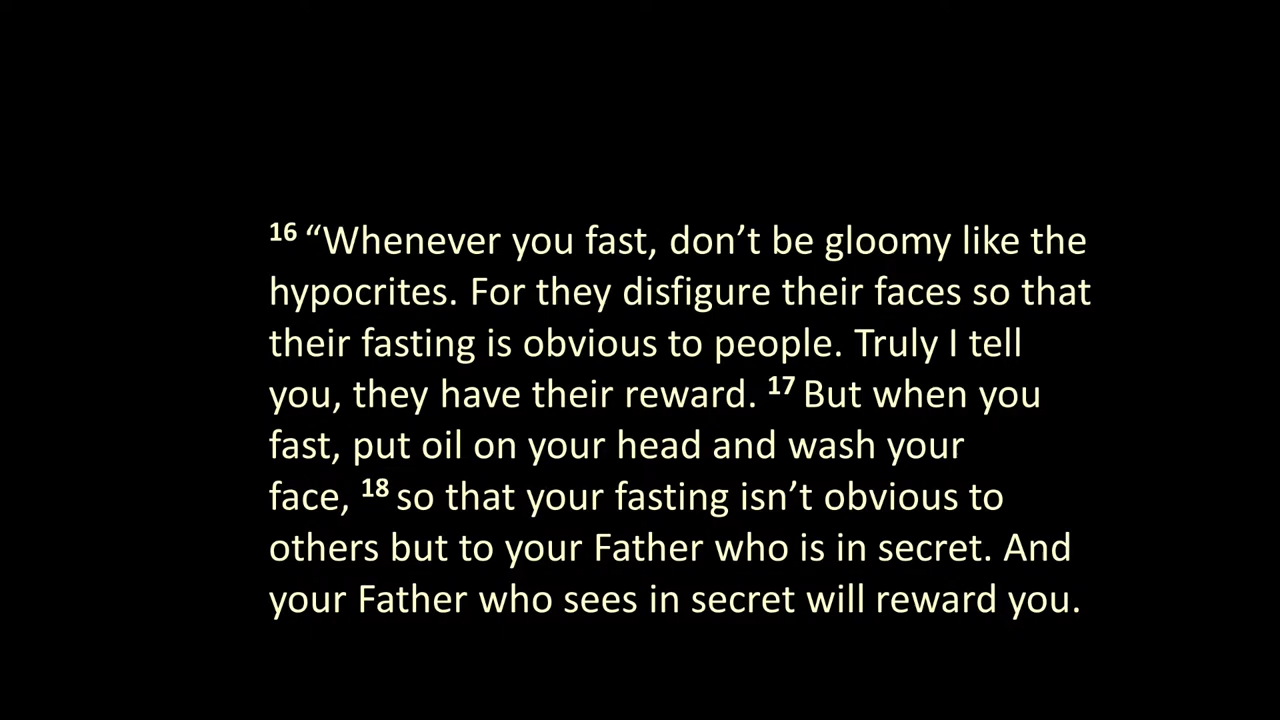 16 “Whenever you fast, don’t be gloomy like the
hypocrites. For they disfigure their faces so that
their fasting is obvious to people. Truly I tell
you, they have their reward. 17 But when you
fast, put oil on your head and wash your
face, 18 so that your fasting isn’t obvious to
others but to your Father who is in secret. And
your Father who sees in secret will reward you.